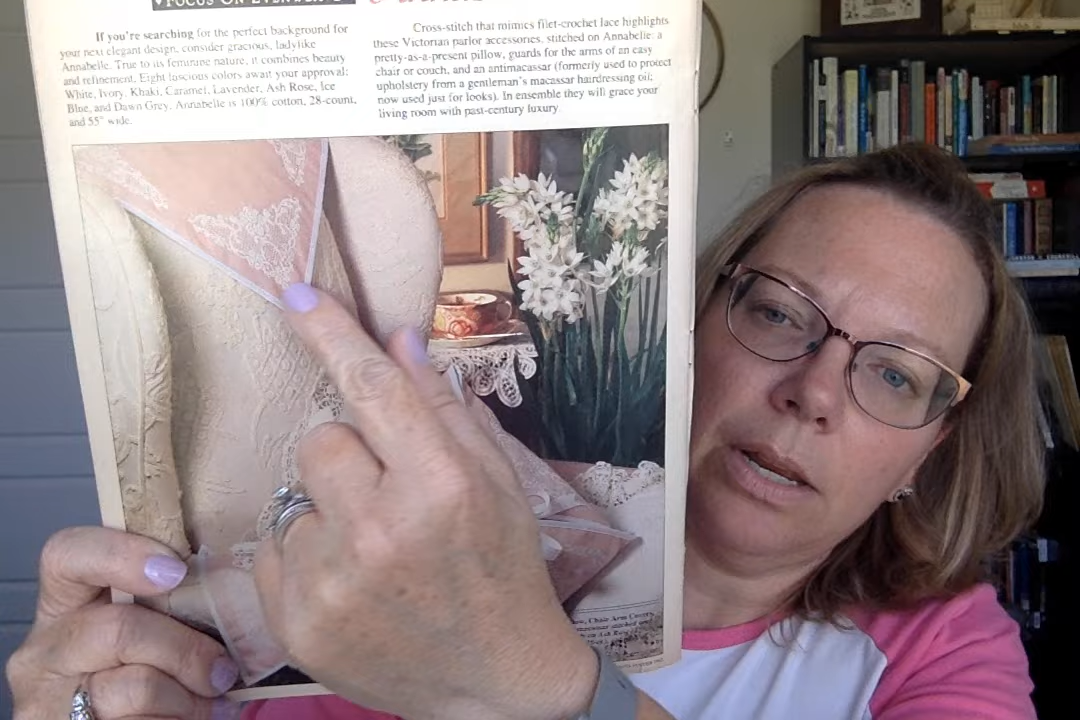 FOCUS ON EVENWEAVE
If you're searching for the perfect background for
your next elegant design, consider gracious, ladylike
Annabelle. True to its feminine nature, it combines beauty
and refinement. Eight luscious colors await your approval:
White, Ivory, Khaki, Caramel, Lavender, Ash Rose, Ice
Blue, and Dawn Grey. Annabelle is 100% cotton, 28-count,
and 55" wide.
Cross-stitch that mimics filet-crochet lace highlights
these Victorian parlor accessories, stitched on Annabelle: a
pretty-as-a-present pillow, guards for the arms of an easy
chair or couch, and an antimacassar (formerly used to protect
upholstery from a gentleman's macassar hairdressing oil;
now used just for looks). In ensemble they will grace your
living room with past-century luxury.
Chair Arm Covers,
stitched on
on Ash Rose